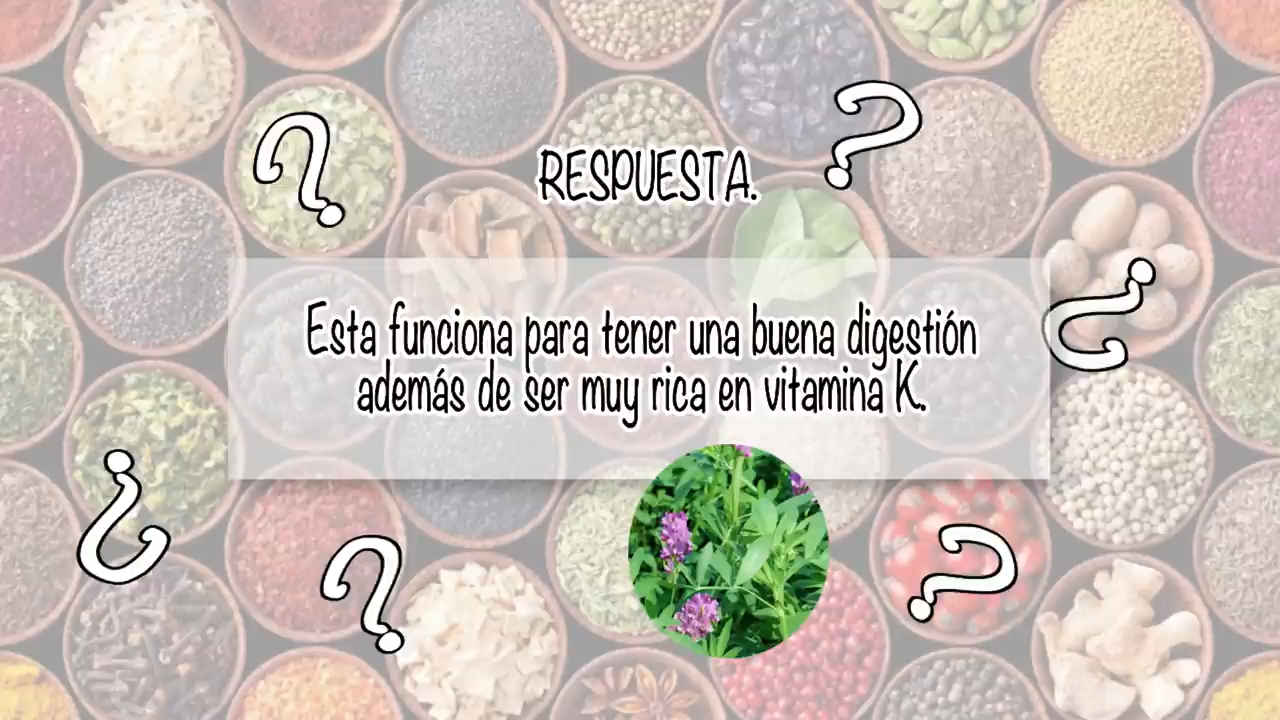 RESPUESTA.
Esta funciona para tener una buena digestión
además de ser muy rica en vitamina K.